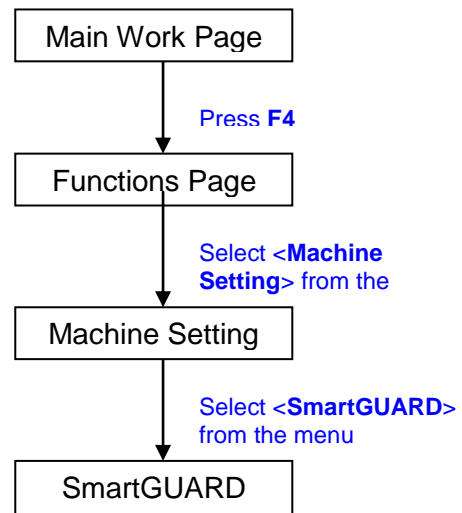 Main Work Page
Press F4
Functions Page
Select <Machine
Setting> from the
Machine Setting
Select <SmartGUARD>
from the menu
SmartGUARD